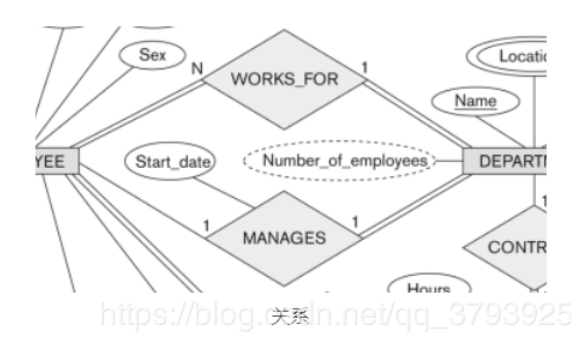 Sex
N
WORKS_FOR
1
Locatio
Name
YEE
Start_date
Number_of_employees
DEPARTM
1
MANAGES
1
1
CONTR
Hours
关系
https://blog.csdn.net/qq_3793925